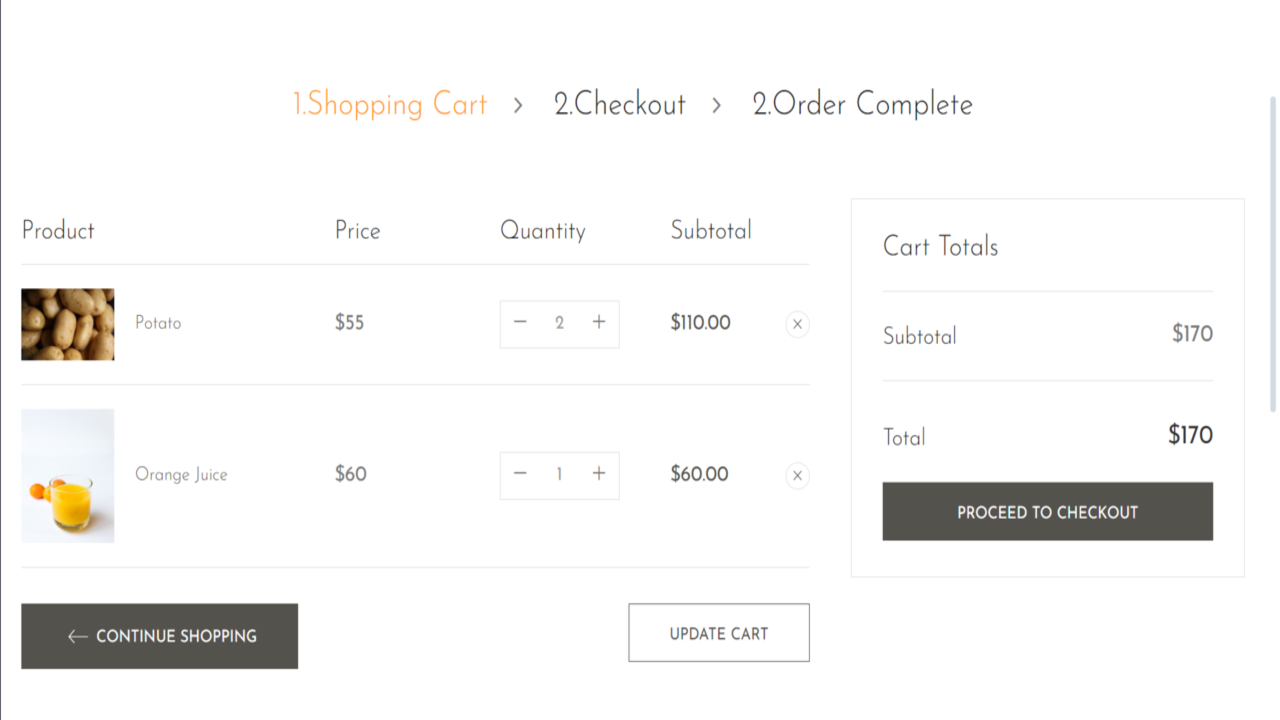 1.Shopping Cart > 2.Checkout > 2.Order Complete
Product Price Quantity Subtotal
Potato $55 − 2 + $110.00 ×
Orange Juice $60 − 1 + $60.00 ×
← CONTINUE SHOPPING UPDATE CART
Cart Totals
Subtotal $170
Total $170
PROCEED TO CHECKOUT